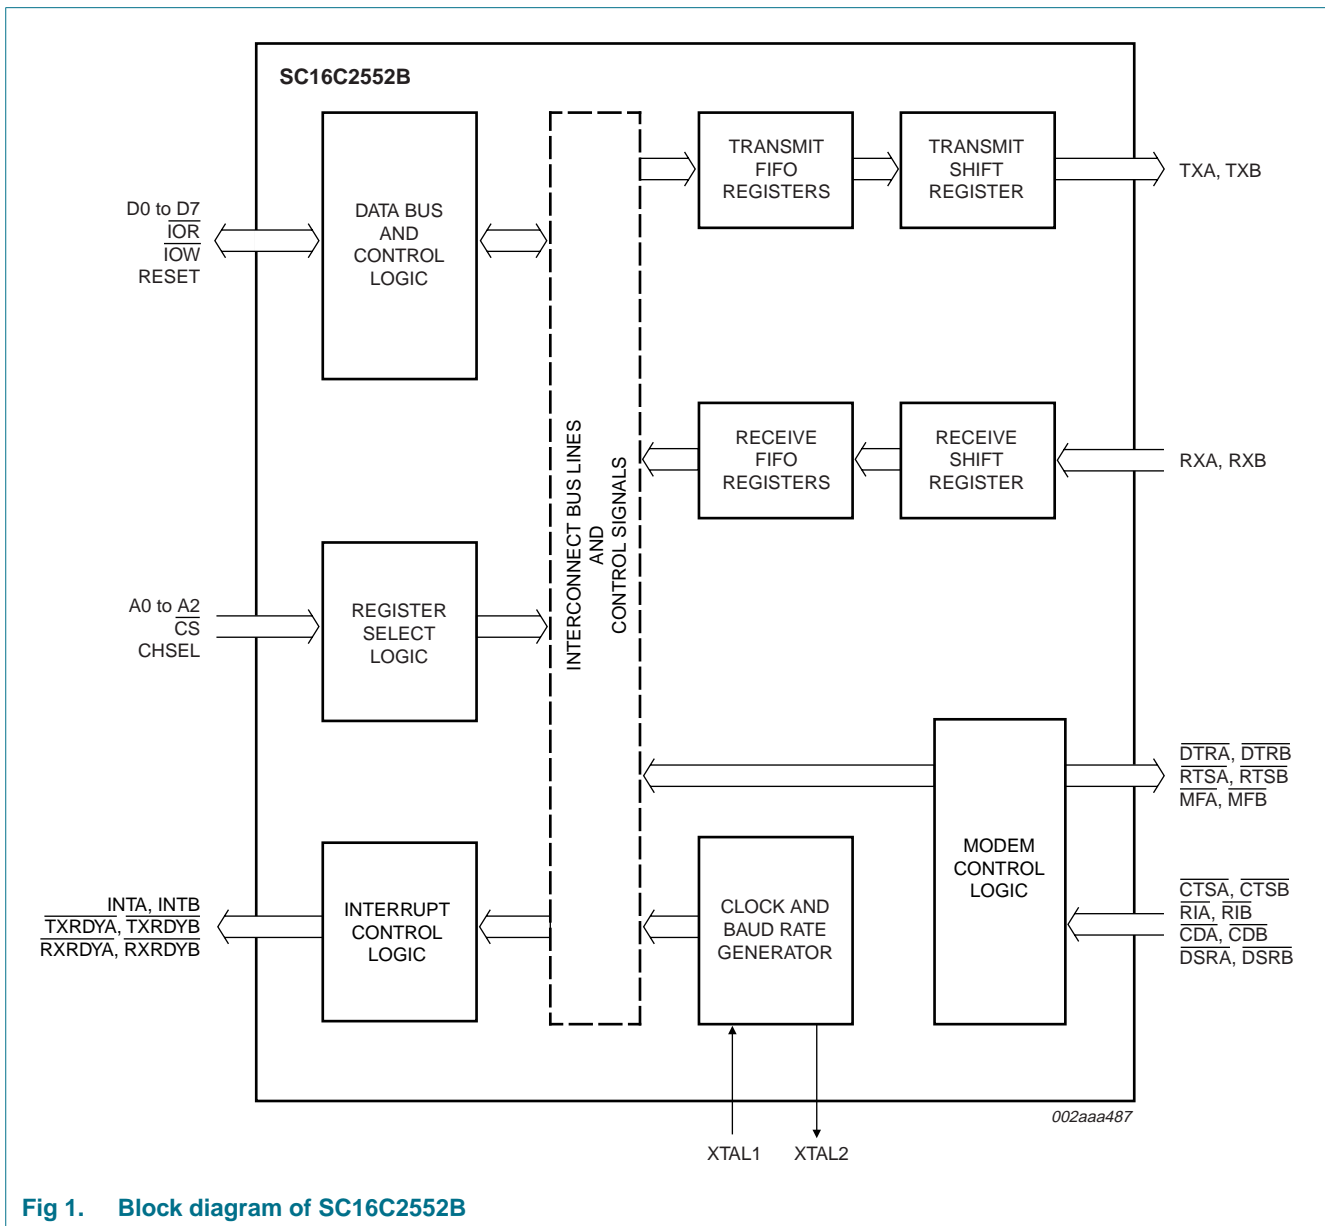 SC16C2552B
D0 to D7
IOR
IOW
RESET
DATA BUS
AND
CONTROL
LOGIC
TRANSMIT
FIFO
REGISTERS
TRANSMIT
SHIFT
REGISTER
TXA, TXB
INTERCONNECT BUS LINES
AND
CONTROL SIGNALS
RECEIVE
FIFO
REGISTERS
RECEIVE
SHIFT
REGISTER
RXA, RXB
A0 to A2
CS
CHSEL
REGISTER
SELECT
LOGIC
DTRA, DTRB
RTSA, RTSB
MFA, MFB
MODEM
CONTROL
LOGIC
CTSA, CTSB
RIA, RIB
CDA, CDB
DSRA, DSRB
INTA, INTB
TXRDYA, TXRDYB
RXRDYA, RXRDYB
INTERRUPT
CONTROL
LOGIC
CLOCK AND
BAUD RATE
GENERATOR
XTAL1
XTAL2
002aaa487
Fig 1. Block diagram of SC16C2552B